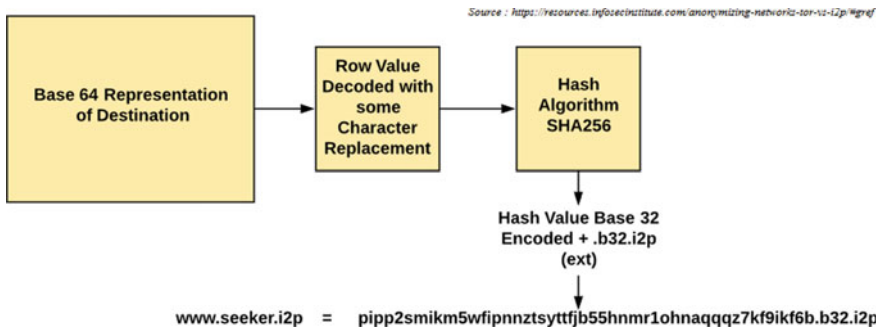 Source : https://resources.infosecinstitute.com/anonymizing-networks-tor-vs-i2p/#gref
Base 64 Representation
of Destination
Row Value
Decoded with
some
Character
Replacement
Hash
Algorithm
SHA256
Hash Value Base 32
Encoded + .b32.i2p
(ext)
www.seeker.i2p = pipp2smikm5wfipnnztsyttfjb55hnmr1ohnaqqqz7kf9ikf6b.b32.i2p